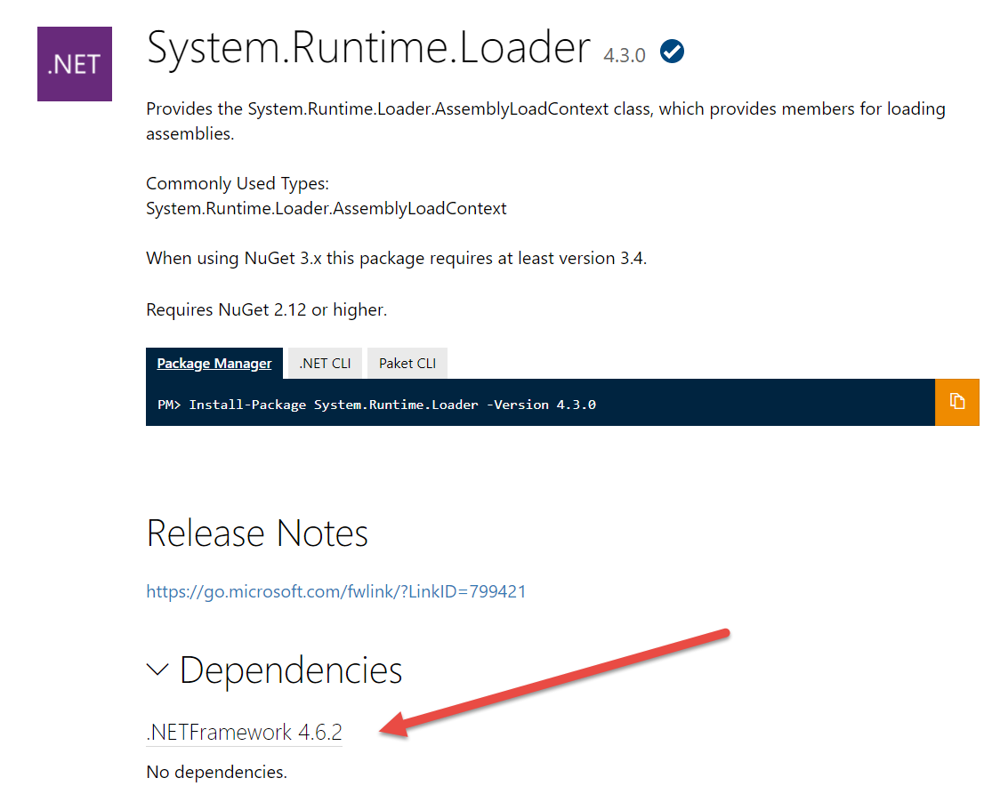 .NET
System.Runtime.Loader 4.3.0
Provides the System.Runtime.Loader.AssemblyLoadContext class, which provides members for loading
assemblies.
Commonly Used Types:
System.Runtime.Loader.AssemblyLoadContext
When using NuGet 3.x this package requires at least version 3.4.
Requires NuGet 2.12 or higher.
Package Manager .NET CLI Paket CLI
PM> Install-Package System.Runtime.Loader -Version 4.3.0
Release Notes
https://go.microsoft.com/fwlink/?LinkID=799421
Dependencies
.NETFramework 4.6.2
No dependencies.